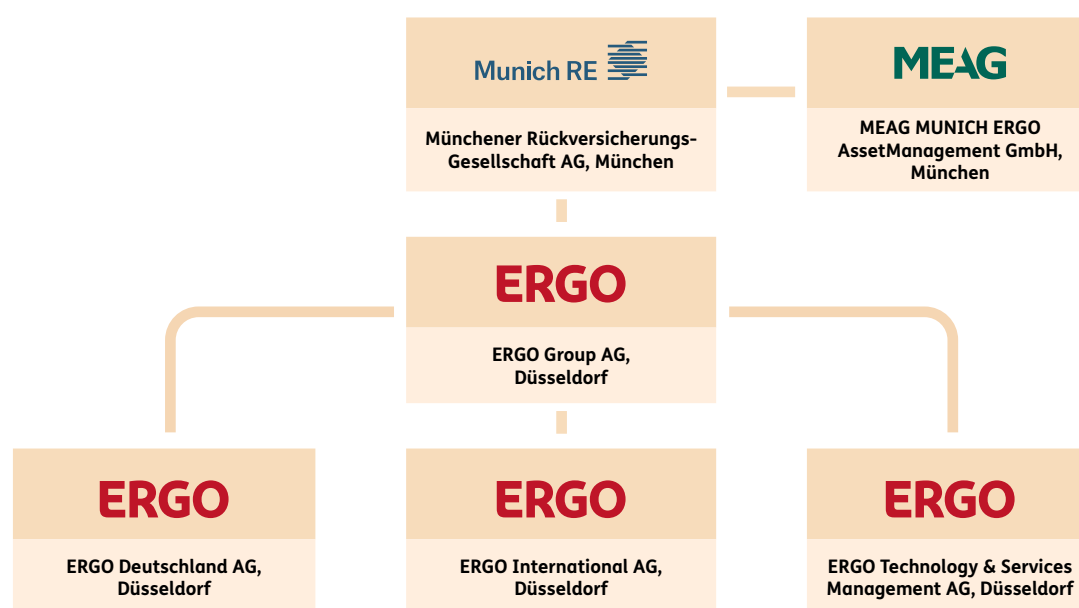 Munich RE
MEAG
Münchener Rückversicherungs-
Gesellschaft AG, München
MEAG MUNICH ERGO
AssetManagement GmbH,
München
ERGO
ERGO Group AG,
Düsseldorf
ERGO
ERGO Deutschland AG,
Düsseldorf
ERGO
ERGO International AG,
Düsseldorf
ERGO
ERGO Technology & Services
Management AG, Düsseldorf